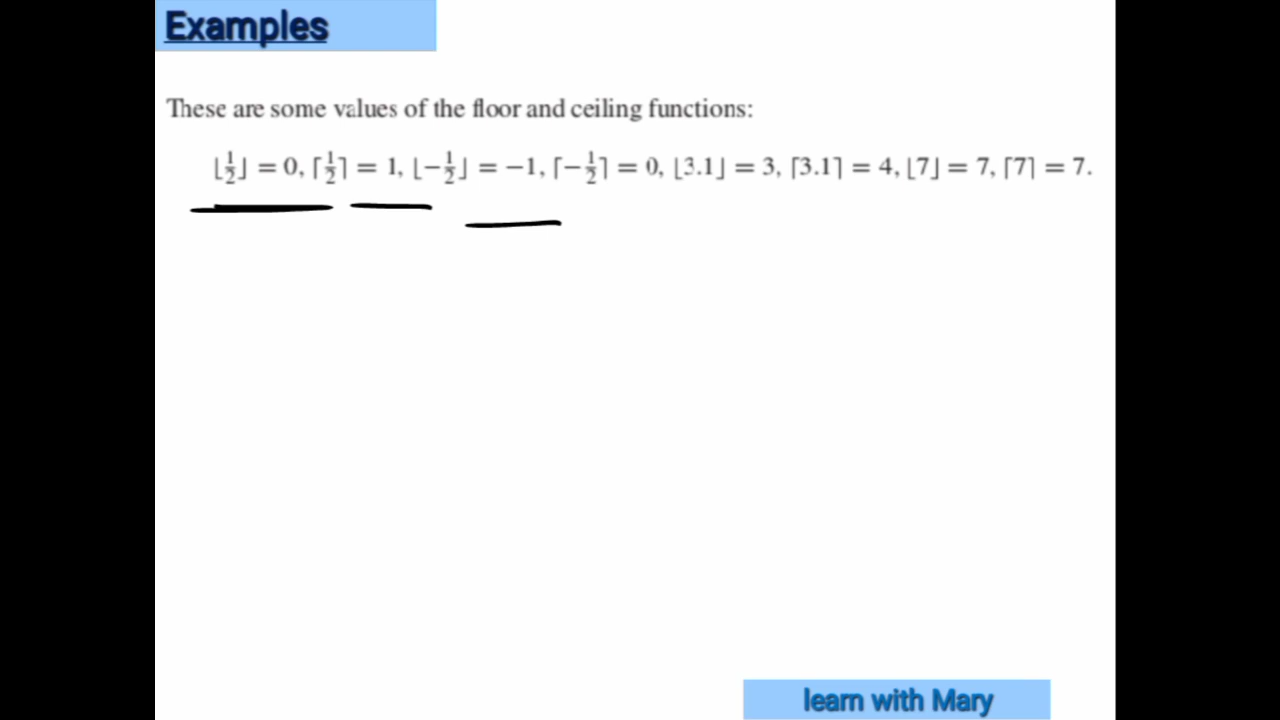 Examples
These are some values of the floor and ceiling functions:
⌊1/2⌋ = 0, ⌈1/2⌉ = 1, ⌊−1/2⌋ = −1, ⌈−1/2⌉ = 0, ⌊3.1⌋ = 3, ⌈3.1⌉ = 4, ⌊7⌋ = 7, ⌈7⌉ = 7.
learn with Mary